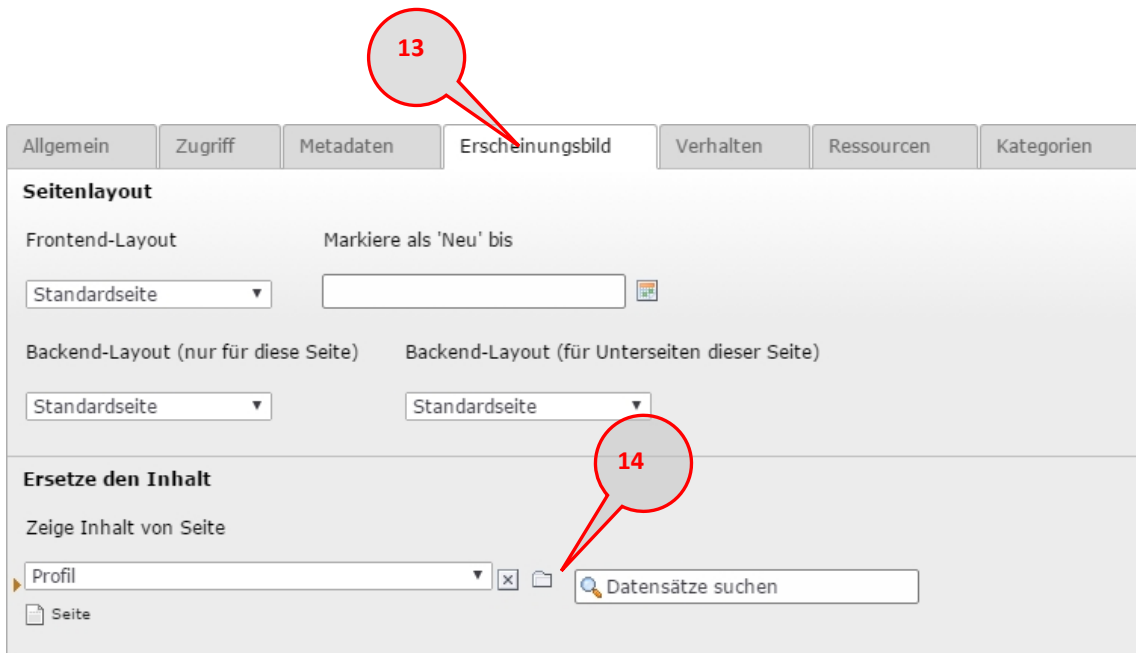 13
Allgemein Zugriff Metadaten Erscheinungsbild Verhalten Ressourcen Kategorien
Seitenlayout
Frontend-Layout Markiere als 'Neu' bis
Standardseite
Backend-Layout (nur für diese Seite) Backend-Layout (für Unterseiten dieser Seite)
Standardseite Standardseite
14
Ersetze den Inhalt
Zeige Inhalt von Seite
Profil Datensätze suchen
Seite